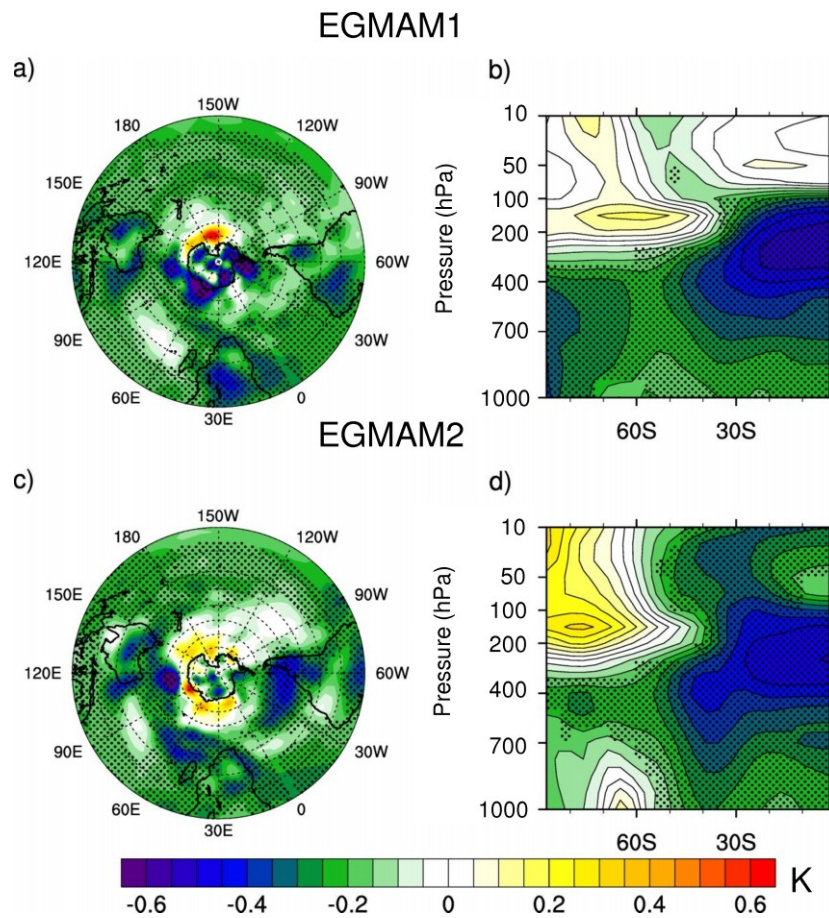 EGMAM1
a)
b)
150W
180
120W
150E
90W
120E
60W
90E
30W
60E
0
30E
Pressure (hPa)
10
50
100
200
400
700
1000
60S
30S
EGMAM2
c)
d)
150W
180
120W
150E
90W
120E
60W
90E
30W
60E
0
30E
Pressure (hPa)
10
50
100
200
400
700
1000
60S
30S
-0.6
-0.4
-0.2
0
0.2
0.4
0.6
K